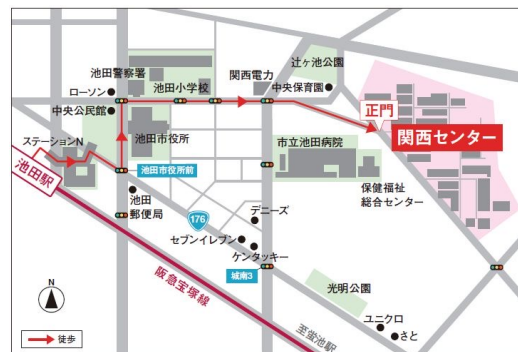 辻ヶ池公園
池田警察署
関西電力
池田小学校
ローソン
中央保育園
中央公民館
正門
関西センター
ステーションN
池田市役所
市立池田病院
池田市役所前
保健福祉
総合センター
池田駅
池田
郵便局
デニーズ
176
セブンイレブン
ケンタッキー
城南3
阪急宝塚線
光明公園
N
ユニクロ
至蛍池駅
さと
徒歩